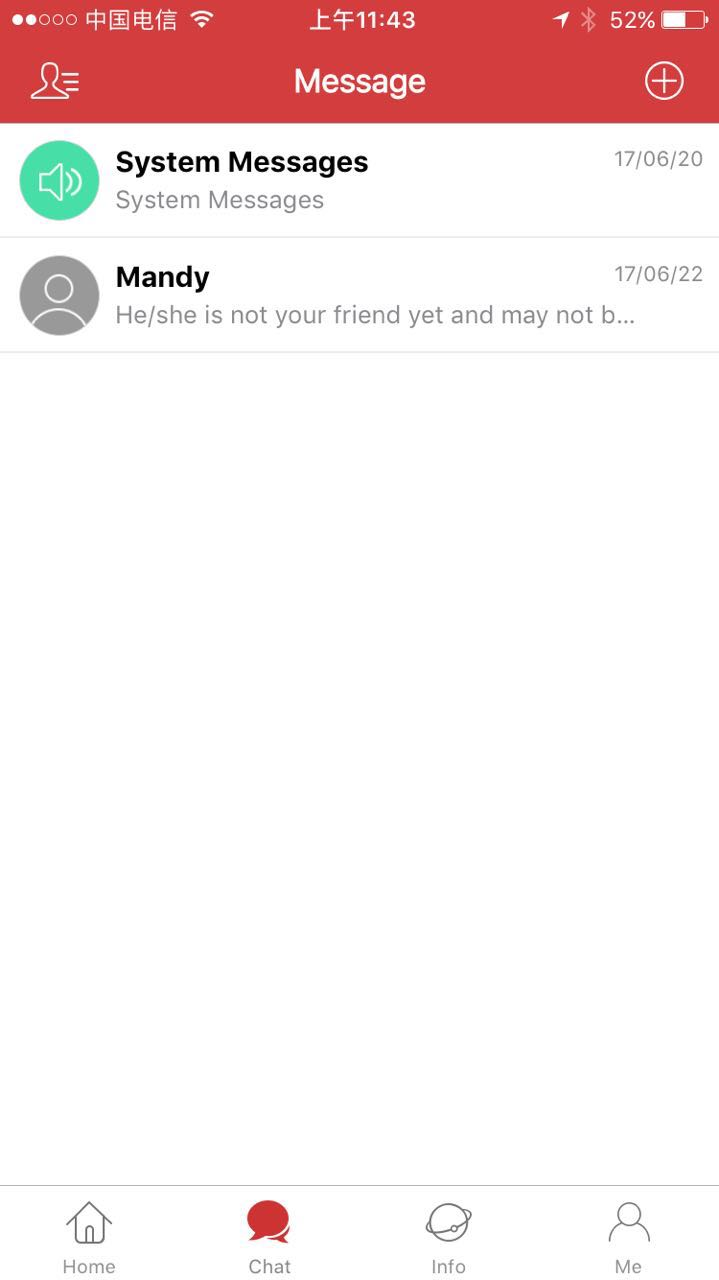 中国电信 上午11:43 52%
Message
System Messages 17/06/20
System Messages
Mandy 17/06/22
He/she is not your friend yet and may not b...
Home Chat Info Me